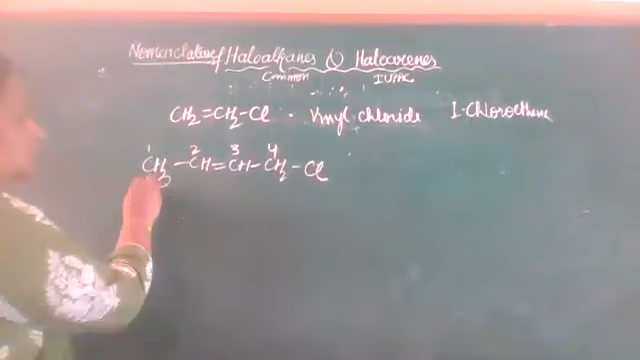 Nomenclature of Haloalkanes & Haloarenes
Common IUPAC
CH2=CH2-Cl - Vinyl chloride 1-Chloroethene
1 2 3 4
CH3-CH=CH-CH2-Cl